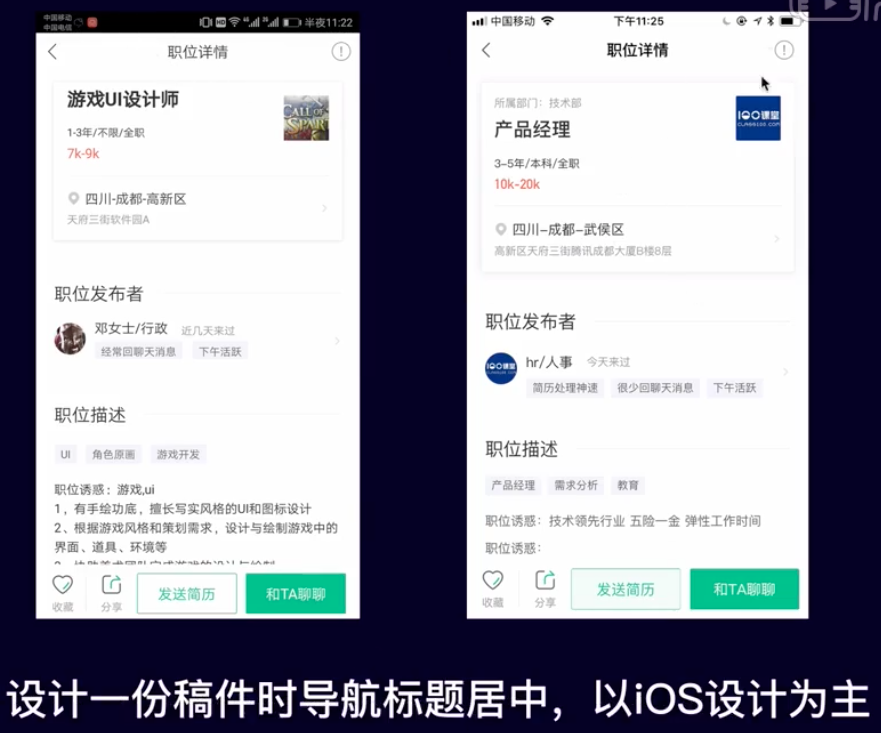 中国移动
中国电信
半夜11:22
职位详情
游戏UI设计师
1-3年/不限/全职
7k-9k
CALL OF SPAR
四川-成都-高新区
天府三街软件园A
职位发布者
邓女士/行政 近几天来过
经常回聊天消息 下午活跃
职位描述
UI 角色原画 游戏开发
职位诱惑：游戏,ui
1，有手绘功底，擅长写实风格的UI和图标设计
2、根据游戏风格和策划需求，设计与绘制游戏中的
界面、道具、环境等
收藏 分享 发送简历 和TA聊聊
中国移动 下午11:25
职位详情
所属部门：技术部
产品经理
100课堂
CLASS100.COM
3-5年/本科/全职
10k-20k
四川-成都-武侯区
高新区天府三街腾讯成都大厦B楼8层
职位发布者
100课堂
hr/人事 今天来过
简历处理神速 很少回聊天消息 下午活跃
职位描述
产品经理 需求分析 教育
职位诱惑：技术领先行业 五险一金 弹性工作时间
职位诱惑：
收藏 分享 发送简历 和TA聊聊
设计一份稿件时导航标题居中，以iOS设计为主